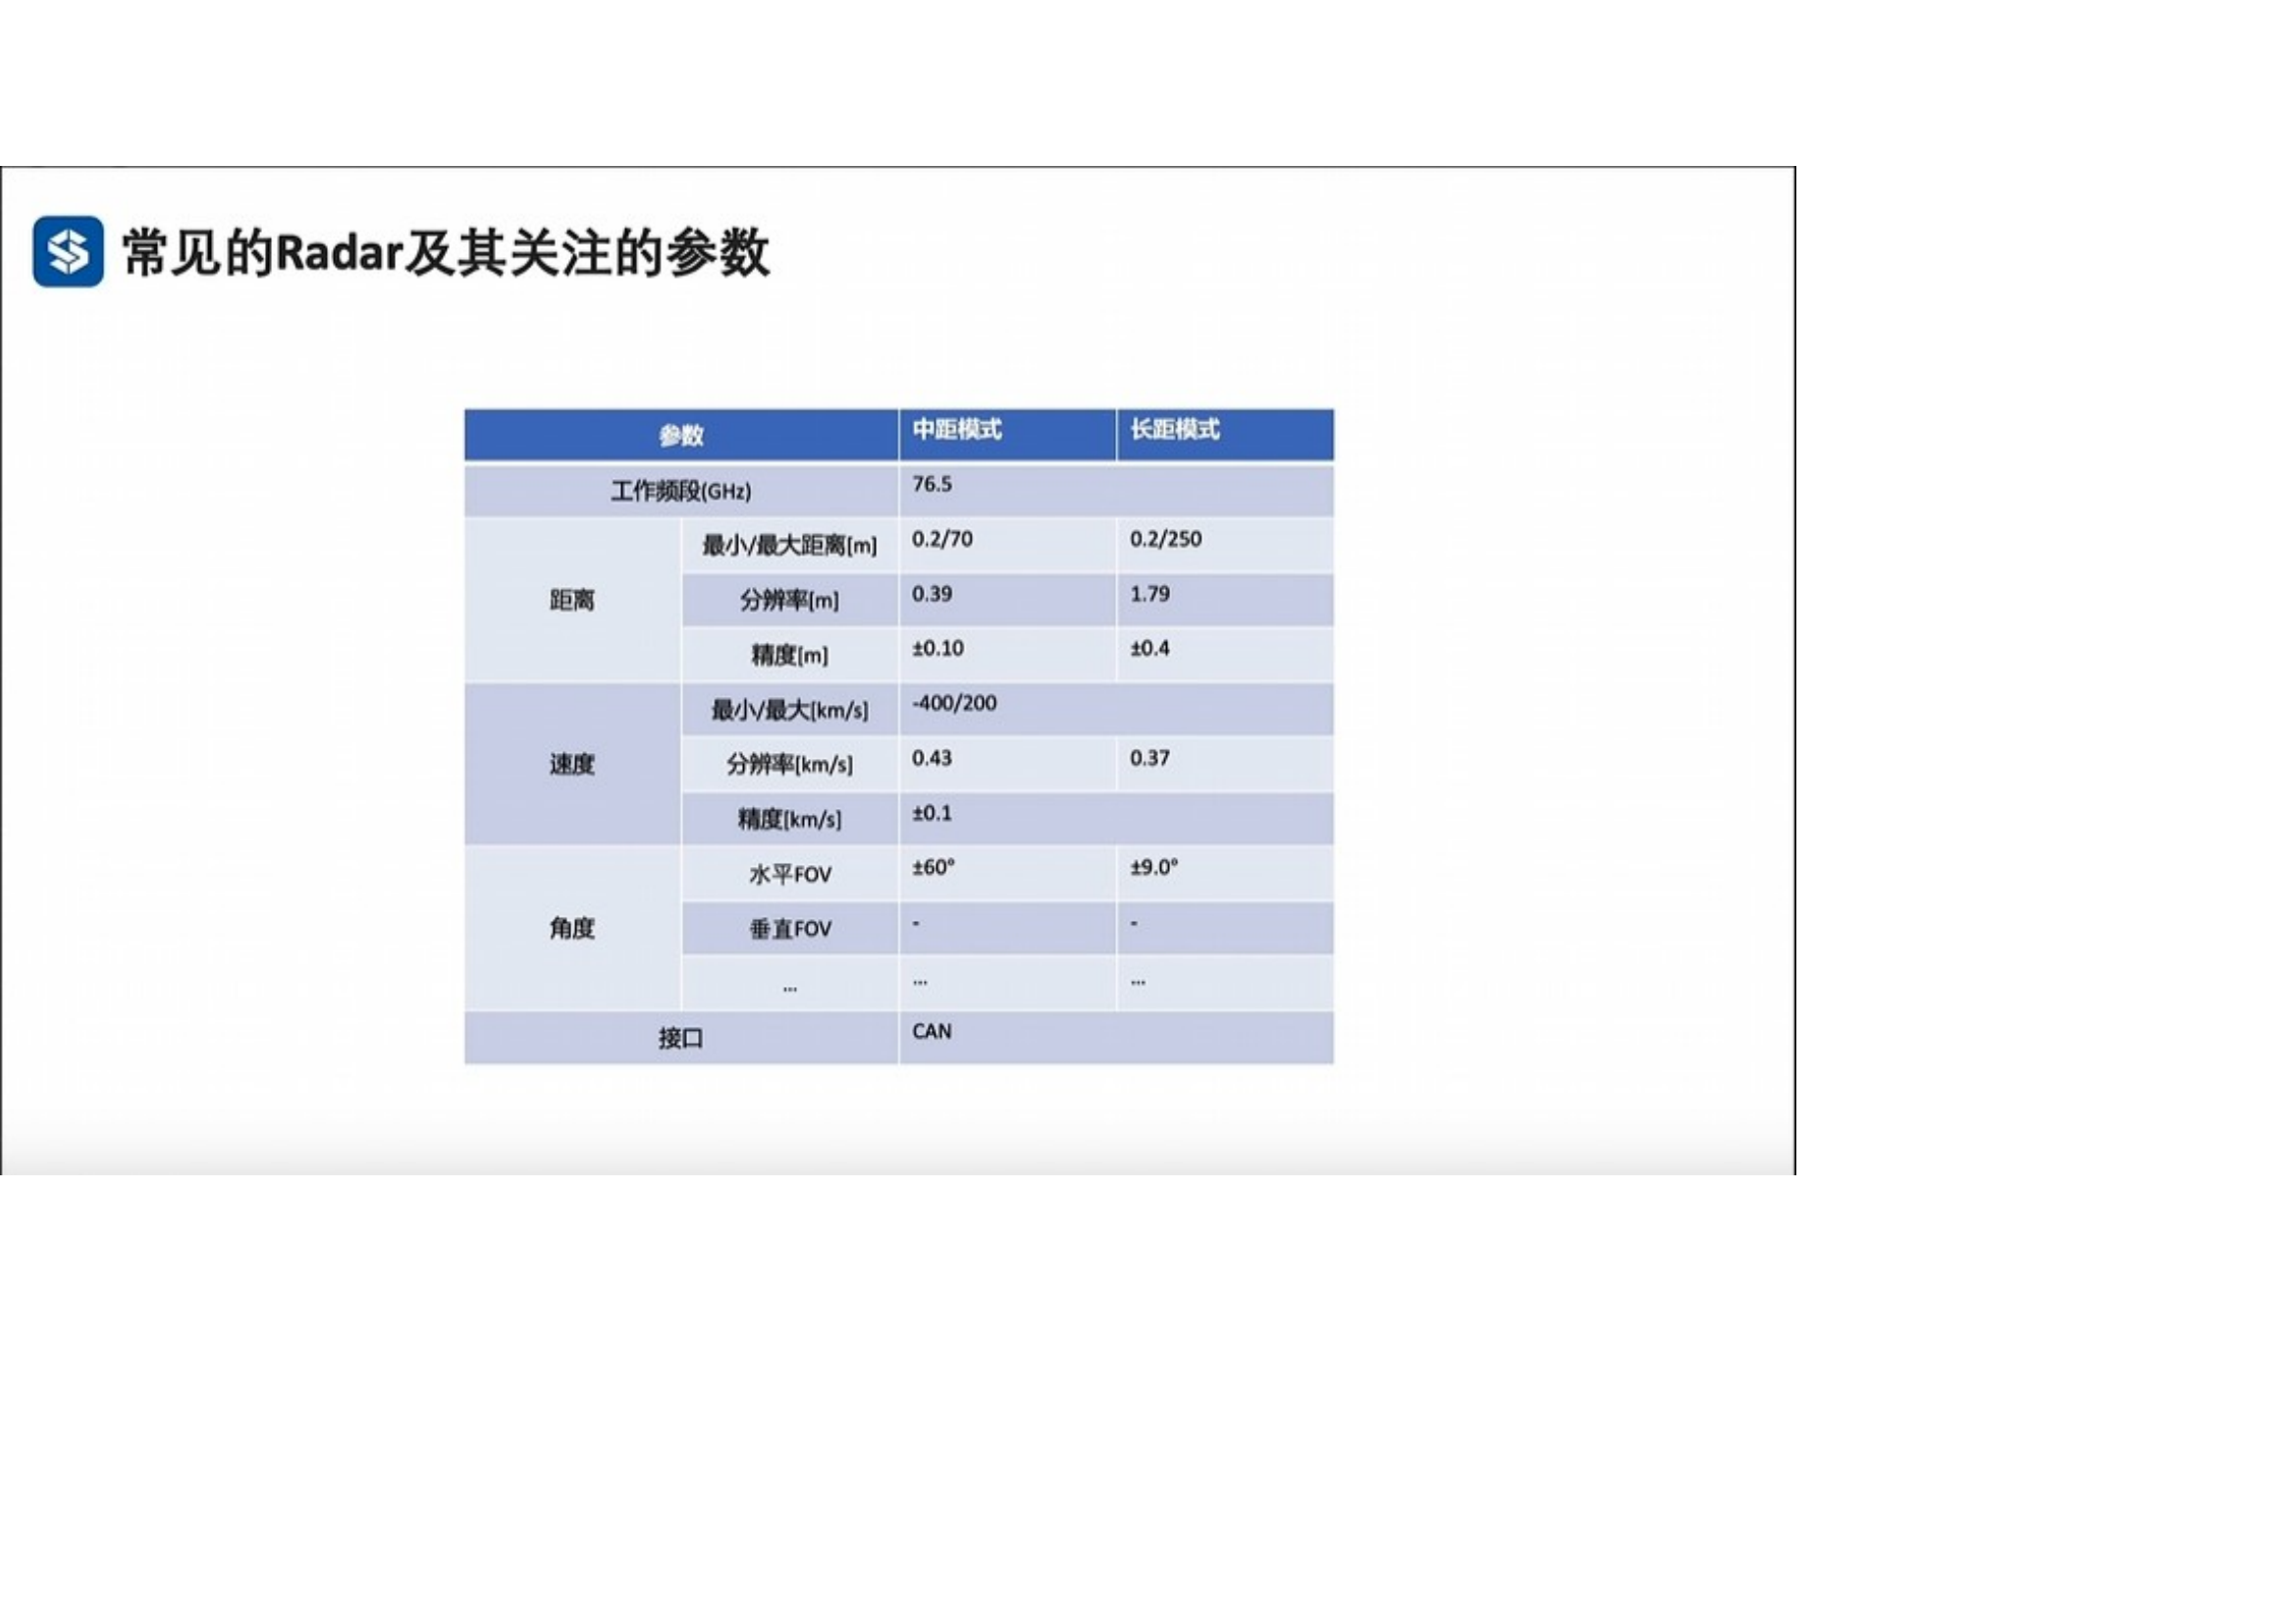 常见的Radar及其关注的参数
参数 中距模式 长距模式
工作频段(GHz) 76.5
距离 最小/最大距离[m] 0.2/70 0.2/250
分辨率[m] 0.39 1.79
精度[m] ±0.10 ±0.4
速度 最小/最大[km/s] -400/200
分辨率[km/s] 0.43 0.37
精度[km/s] ±0.1
角度 水平FOV ±60° ±9.0°
垂直FOV - -
... ... ...
接口 CAN